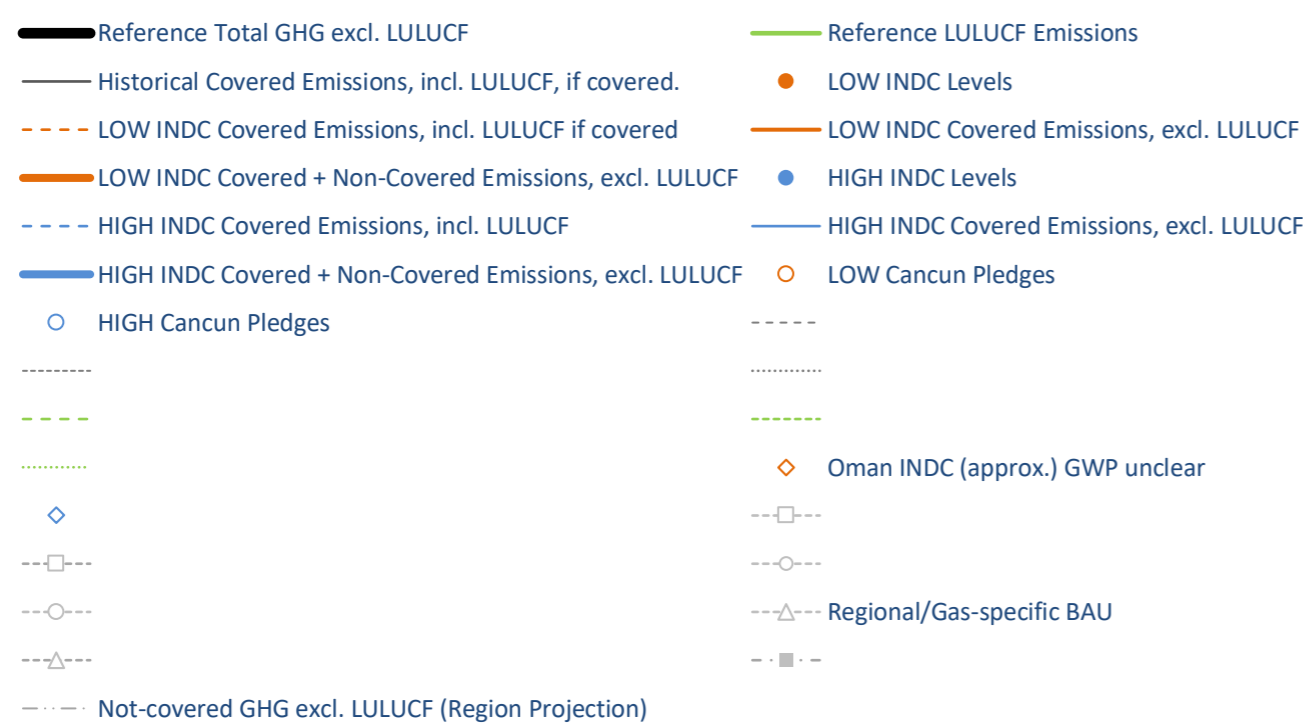 Reference Total GHG excl. LULUCF
Reference LULUCF Emissions
Historical Covered Emissions, incl. LULUCF, if covered.
LOW INDC Levels
LOW INDC Covered Emissions, incl. LULUCF if covered
LOW INDC Covered Emissions, excl. LULUCF
LOW INDC Covered + Non-Covered Emissions, excl. LULUCF
HIGH INDC Levels
HIGH INDC Covered Emissions, incl. LULUCF
HIGH INDC Covered Emissions, excl. LULUCF
HIGH INDC Covered + Non-Covered Emissions, excl. LULUCF
LOW Cancun Pledges
HIGH Cancun Pledges
Oman INDC (approx.) GWP unclear
Regional/Gas-specific BAU
Not-covered GHG excl. LULUCF (Region Projection)